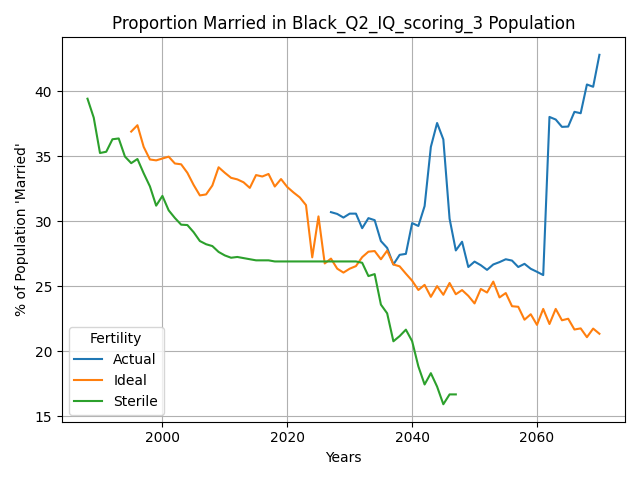 Proportion Married in Black_Q2_IQ_scoring_3 Population
% of Population 'Married'
40
35
30
25
20
15
Fertility
Actual
Ideal
Sterile
2000
2020
2040
2060
Years